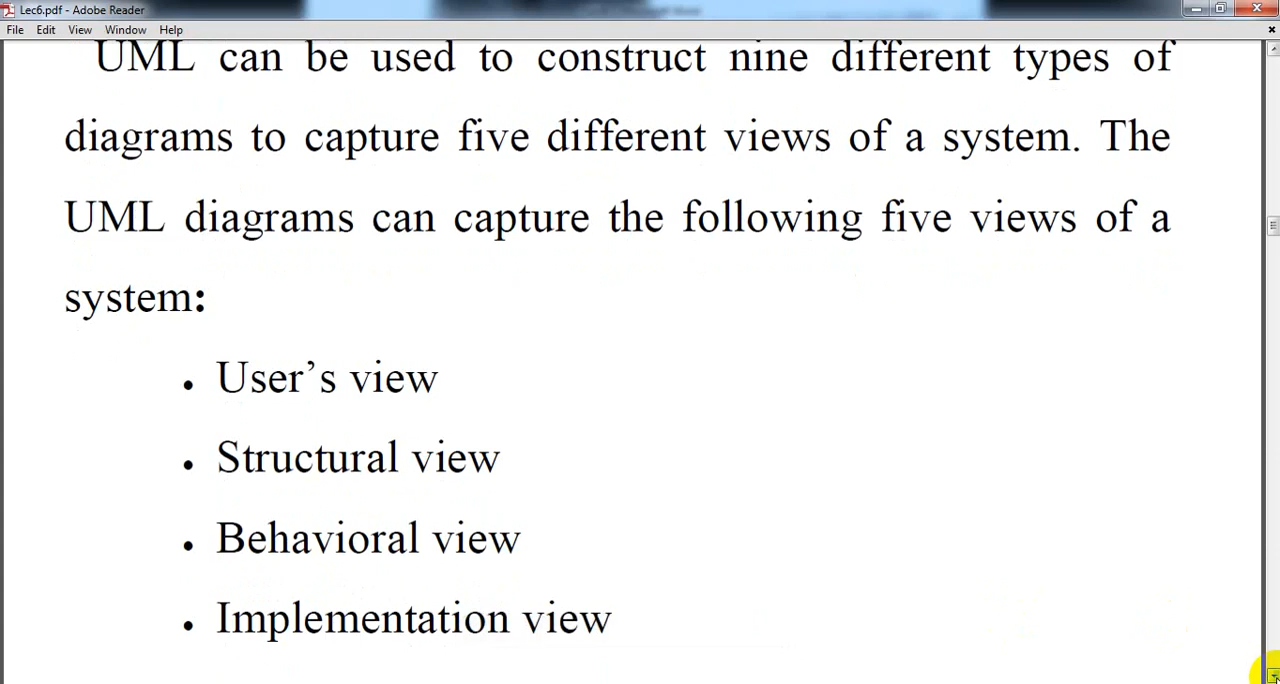 Lec6.pdf - Adobe Reader
File Edit View Window Help
UML can be used to construct nine different types of
diagrams to capture five different views of a system. The
UML diagrams can capture the following five views of a
system:
• User’s view
• Structural view
• Behavioral view
• Implementation view